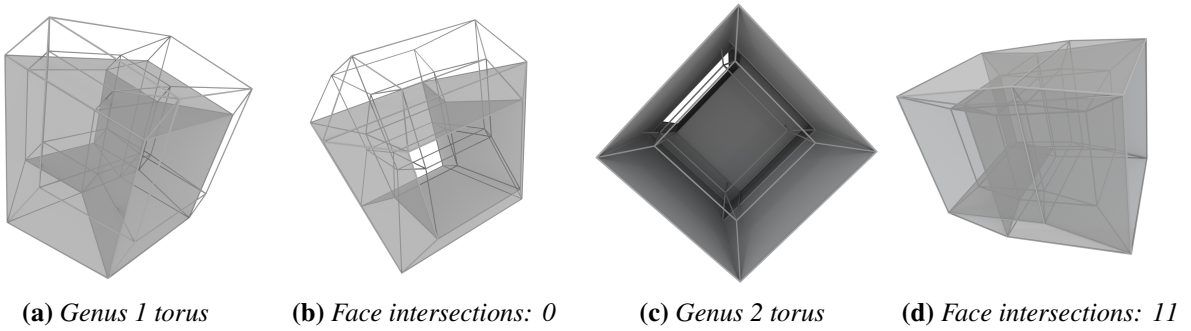 (a) Genus 1 torus
(b) Face intersections: 0
(c) Genus 2 torus
(d) Face intersections: 11